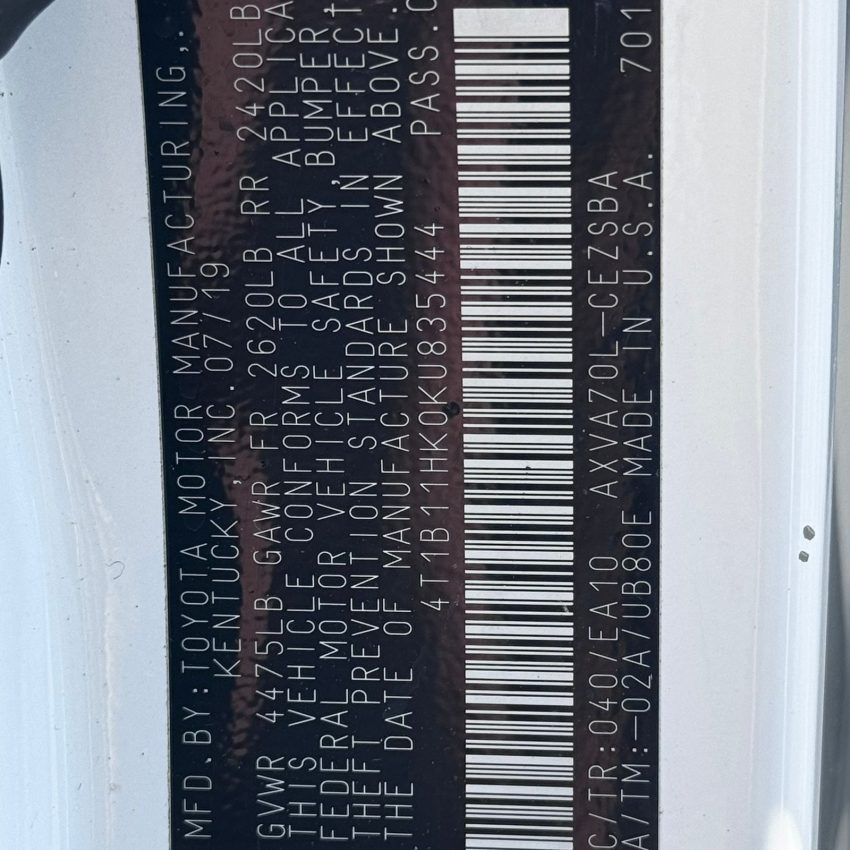 MFD.BY:TOYOTA MOTOR MANUFACTURING,.
KENTUCKY, INC.07/19
GVWR 4475LB GAWR FR 2620LB RR 2420LB
THIS VEHICLE CONFORMS TO ALL APPLICA
FEDERAL MOTOR VEHICLE SAFETY, BUMPER,
THEFT PREVENTION STANDARDS IN EFFECT
THE DATE OF MANUFACTURE SHOWN ABOVE.
4T1B11HK0KU835444 PASS.C
C/TR:040/EA10 AXVA70L-CEZSBA
A/TM:-02A/UB80E MADE IN U.S.A. 701